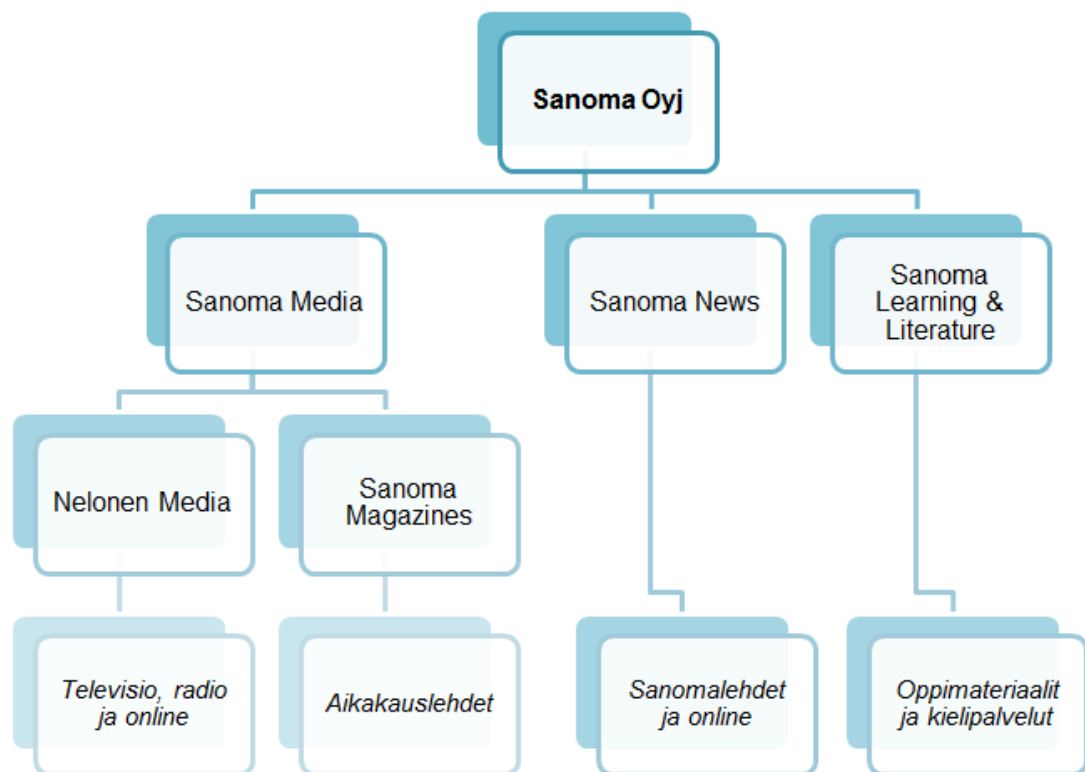 Sanoma Oyj
Sanoma Media
Sanoma News
Sanoma
Learning &
Literature
Nelonen Media
Sanoma
Magazines
Televisio, radio
ja online
Aikakauslehdet
Sanomalehdet
ja online
Oppimateriaalit
ja kielipalvelut